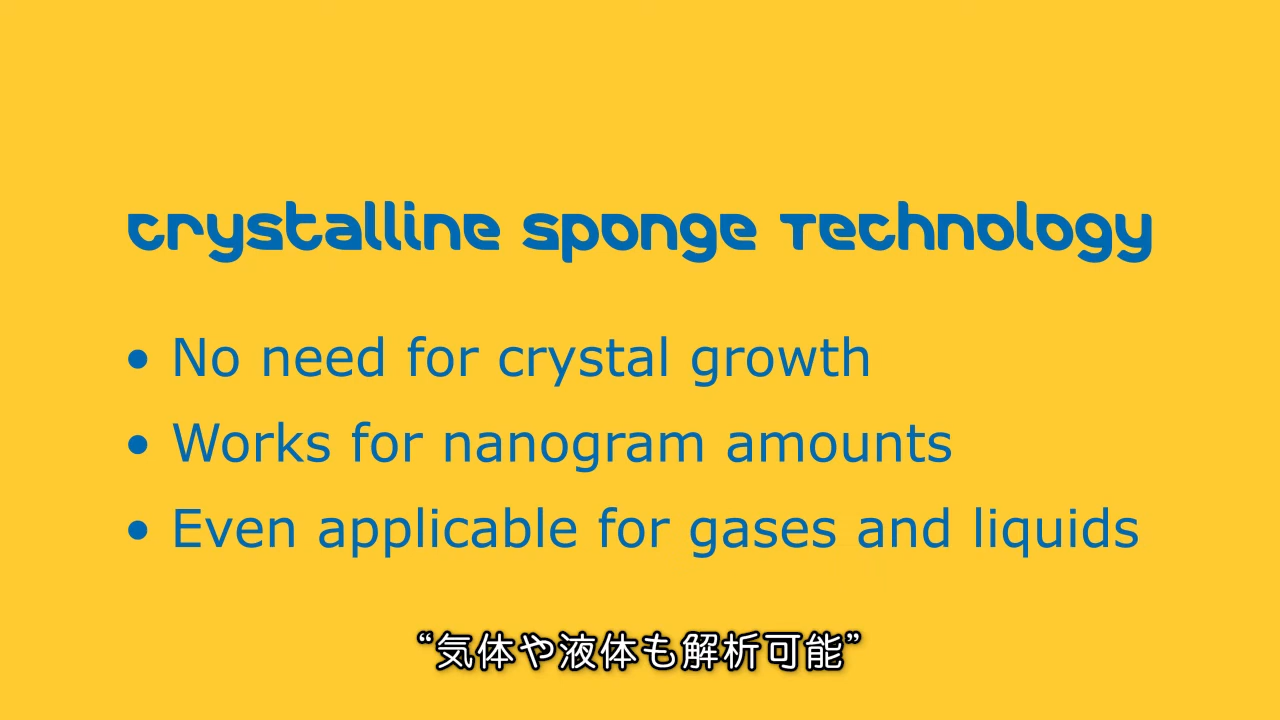 crystalline sponge Technology
• No need for crystal growth
• Works for nanogram amounts
• Even applicable for gases and liquids
“気体や液体も解析可能”